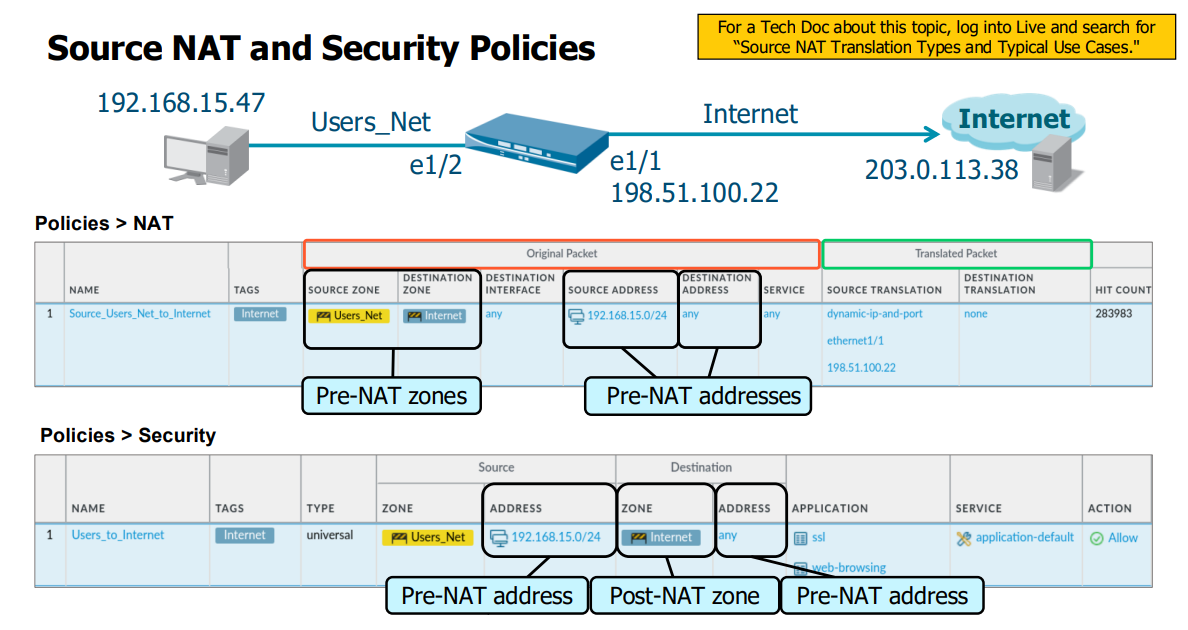 Source NAT and Security Policies
For a Tech Doc about this topic, log into Live and search for
“Source NAT Translation Types and Typical Use Cases."
192.168.15.47
Users_Net
e1/2
Internet
e1/1
198.51.100.22
Internet
203.0.113.38
Policies > NAT
Original Packet
Translated Packet
NAME
TAGS
SOURCE ZONE
DESTINATION
ZONE
DESTINATION
INTERFACE
SOURCE ADDRESS
DESTINATION
ADDRESS
SERVICE
SOURCE TRANSLATION
DESTINATION
TRANSLATION
HIT COUNT
1
Source_Users_Net_to_Internet
Internet
Users_Net
Internet
any
192.168.15.0/24
any
any
dynamic-ip-and-port
ethernet1/1
198.51.100.22
none
283983
Pre-NAT zones
Pre-NAT addresses
Policies > Security
Source
Destination
NAME
TAGS
TYPE
ZONE
ADDRESS
ZONE
ADDRESS
APPLICATION
SERVICE
ACTION
1
Users_to_Internet
Internet
universal
Users_Net
192.168.15.0/24
Internet
any
ssl
web-browsing
application-default
Allow
Pre-NAT address
Post-NAT zone
Pre-NAT address